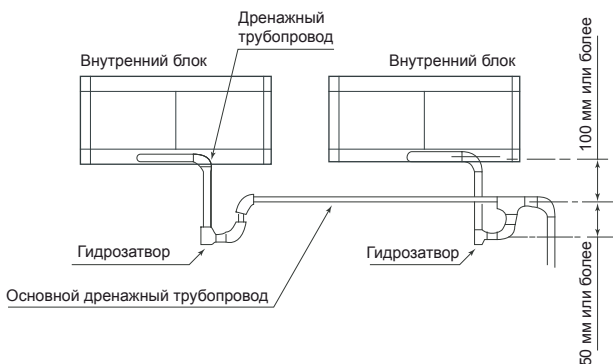 Дренажный
трубопровод
Внутренний блок
Внутренний блок
100 мм или более
Гидрозатвор
Гидрозатвор
Основной дренажный трубопровод
50 мм или более